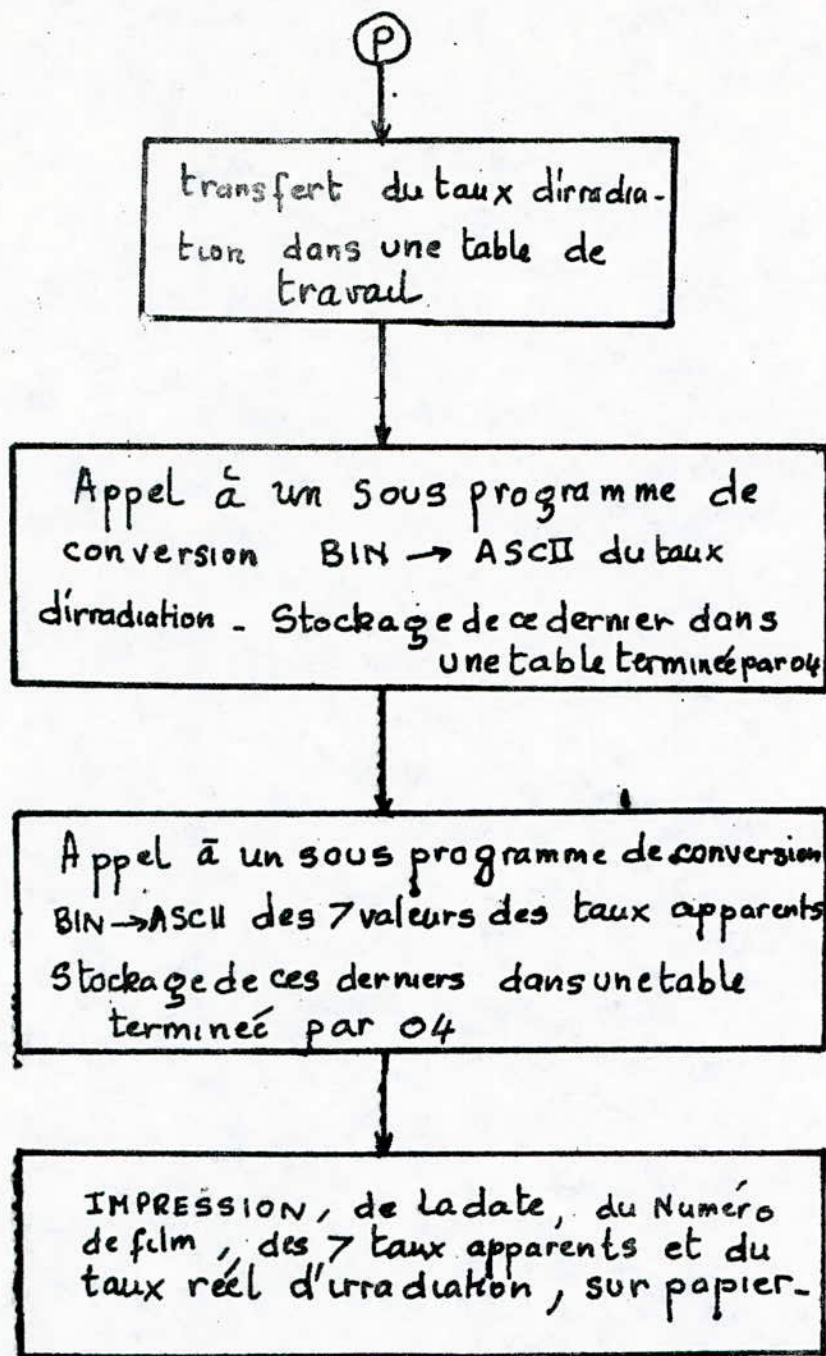 P
transfert du taux dirradia-
tion dans une table de
travail
Appel à un sous programme de
conversion BIN → ASCII du taux
dirradiation - Stockage de ce dernier dans
une table terminée par 04
Appel à un sous programme de conversion
BIN → ASCII des 7 valeurs des taux apparents
Stockage de ces derniers dans une table
terminée par 04
IMPRESSION, de la date, du Numéro
de film, des 7 taux apparents et du
taux réel d'irradiation, sur papier-